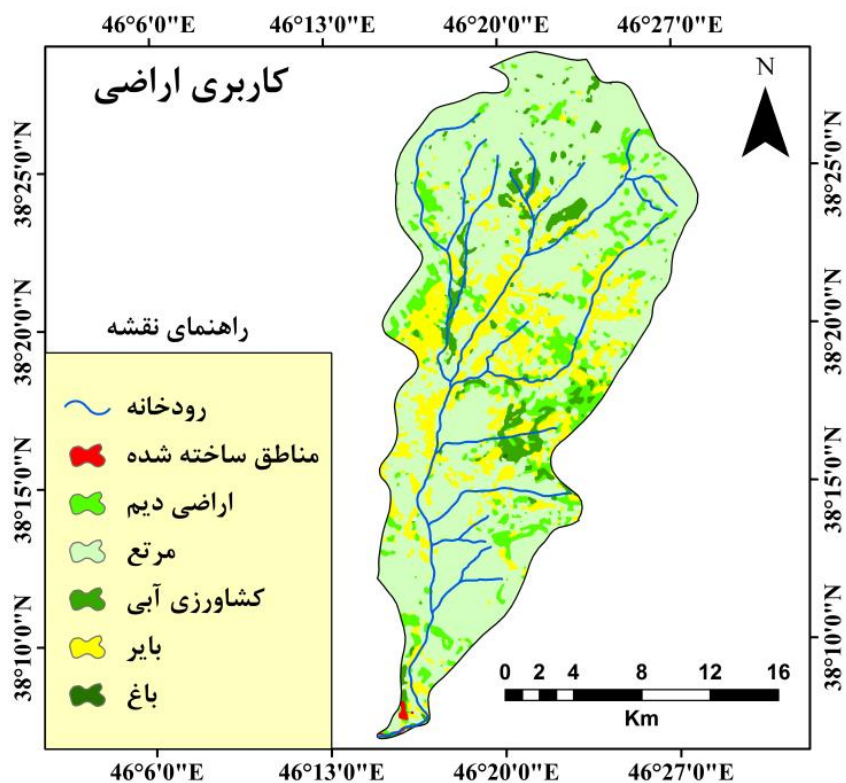 46°6'0"E 46°13'0"E 46°20'0"E 46°27'0"E
کاربری اراضی
N
38°25'0"N 38°25'0"N
38°20'0"N 38°20'0"N
راهنمای نقشه
رودخانه
مناطق ساخته شده
اراضی دیم
مرتع
کشاورزی آبی
بایر
باغ
38°15'0"N 38°15'0"N
38°10'0"N 38°10'0"N
0 2 4 8 12 16
Km
46°6'0"E 46°13'0"E 46°20'0"E 46°27'0"E